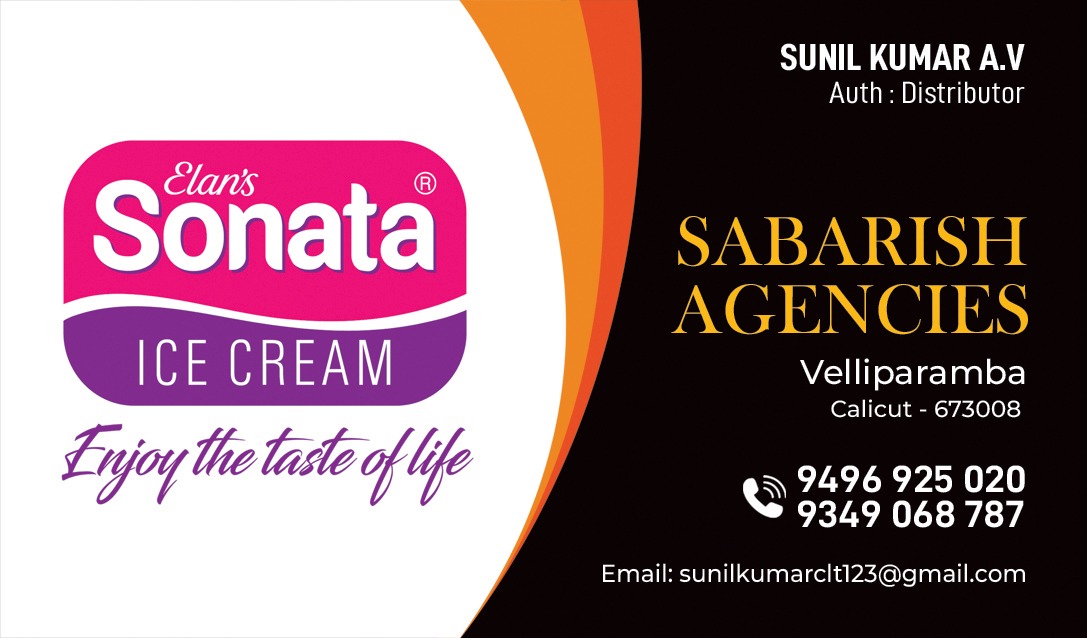 Elan's
Sonata®
ICE CREAM
Enjoy the taste of life
SUNIL KUMAR A.V
Auth : Distributor
SABARISH
AGENCIES
Velliparamba
Calicut - 673008
9496 925 020
9349 068 787
Email: sunilkumarclt123@gmail.com